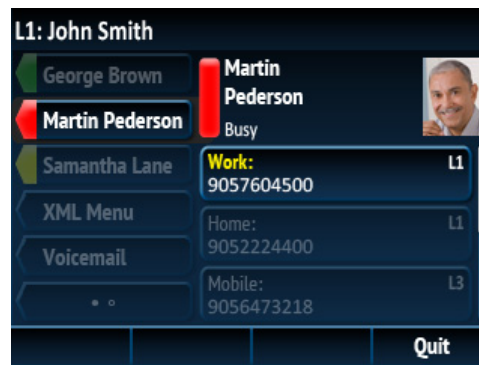 L1: John Smith
George Brown
Martin Pederson
Samantha Lane
XML Menu
Voicemail
Martin
Pederson
Busy
Work: L1
9057604500
Home: L1
9052224400
Mobile: L3
9056473218
Quit